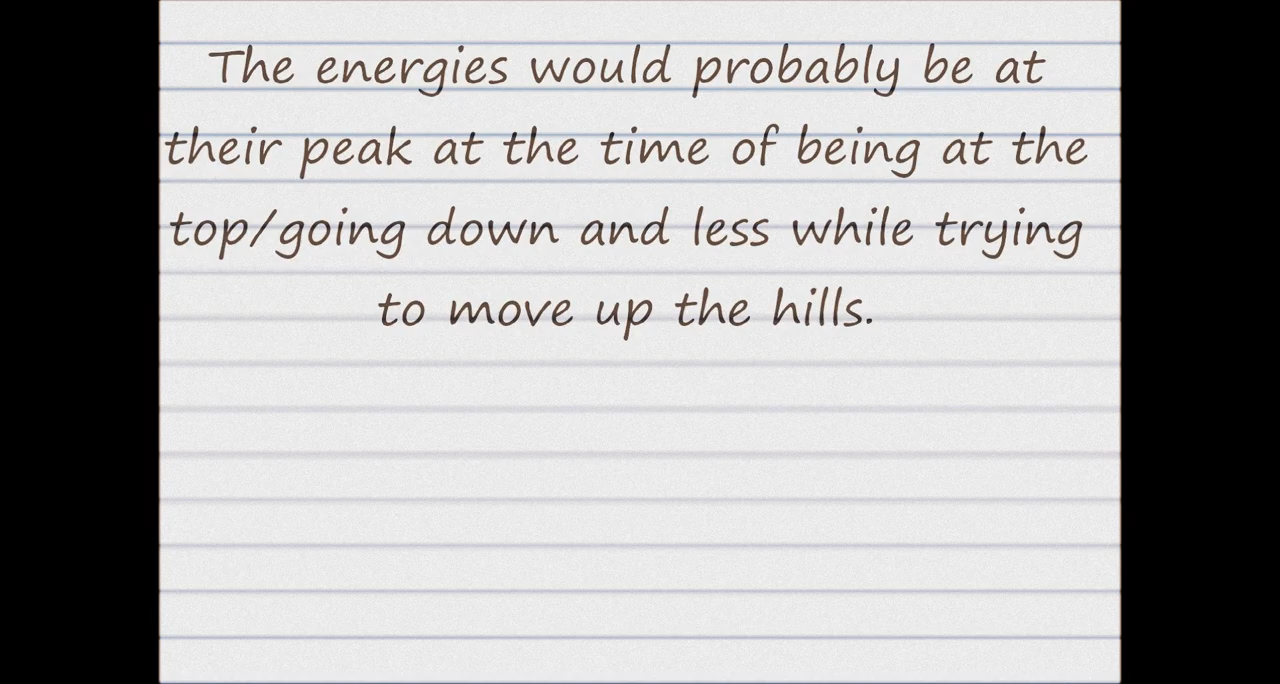 The energies would probably be at
their peak at the time of being at the
top/going down and less while trying
to move up the hills.